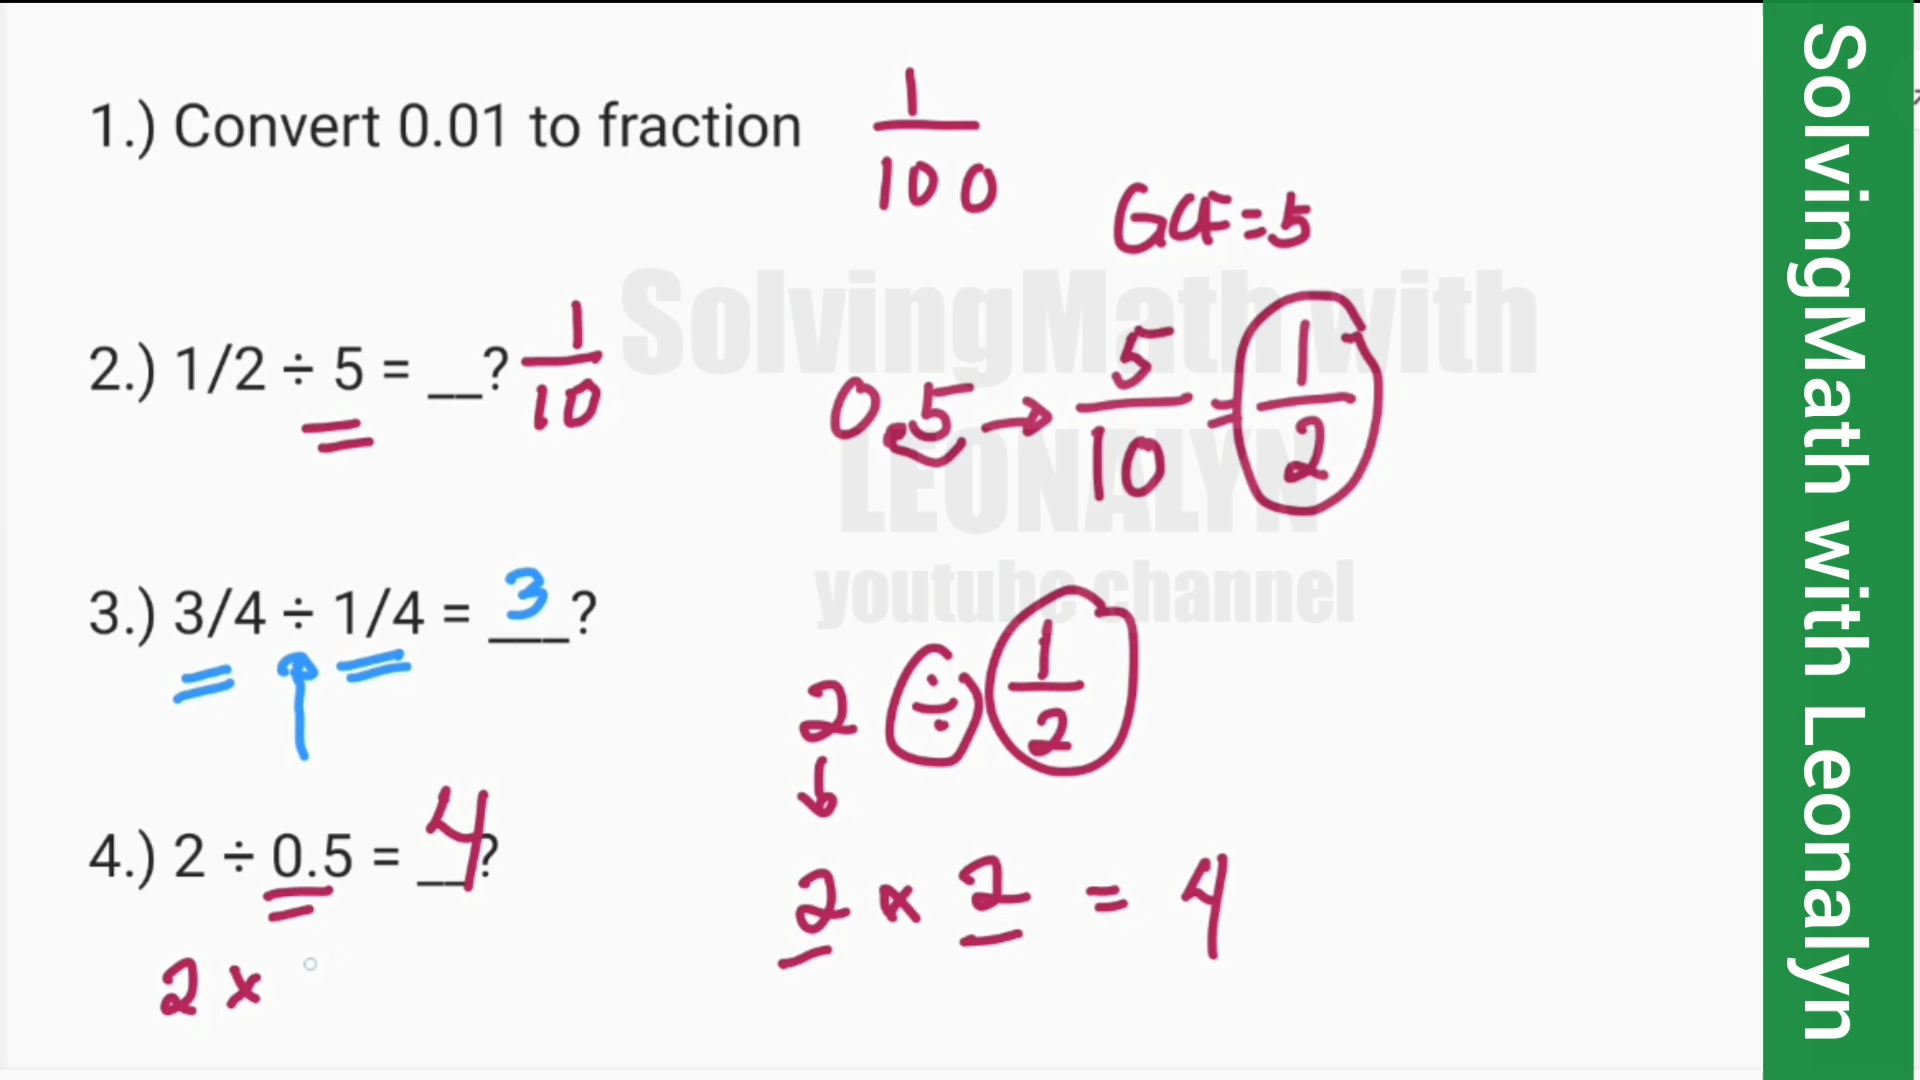 1.) Convert 0.01 to fraction 1/100
GCF=5
2.) 1/2 ÷ 5 = __? 1/10
0.5 → 5/10 = 1/2
3.) 3/4 ÷ 1/4 = 3___?
2 ÷ 1/2
4.) 2 ÷ 0.5 = 4__?
2 x 2 = 4
2 x
SolvingMath with
LEONALYN
youtube channel
SolvingMath with Leonalyn